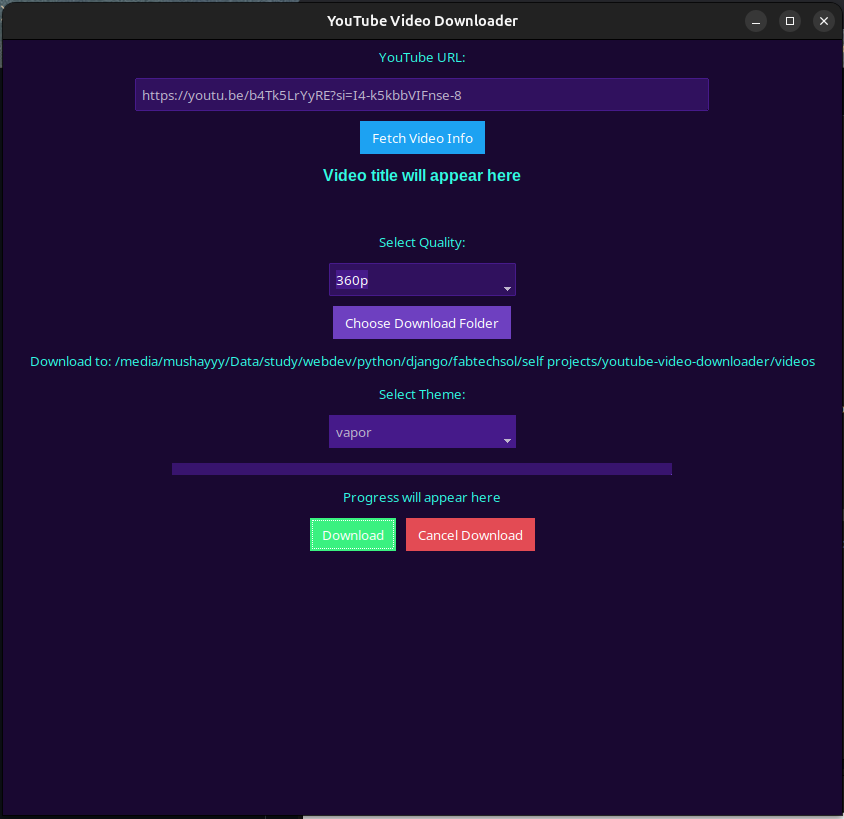 YouTube Video Downloader
YouTube URL:
https://youtu.be/b4Tk5LrYyRE?si=I4-k5kbbVIFnse-8
Fetch Video Info
Video title will appear here
Select Quality:
360p
Choose Download Folder
Download to: /media/mushayyy/Data/study/webdev/python/django/fabtechsol/self projects/youtube-video-downloader/videos
Select Theme:
vapor
Progress will appear here
Download Cancel Download